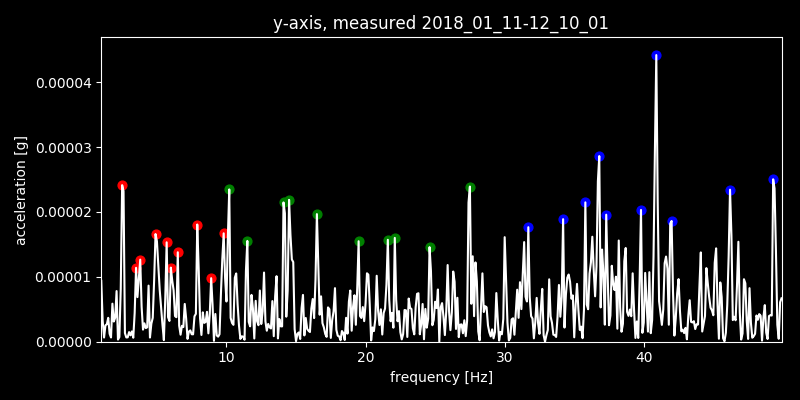 y-axis, measured 2018_01_11-12_10_01
acceleration [g]
0.00004
0.00003
0.00002
0.00001
0.00000
10 20 30 40
frequency [Hz]